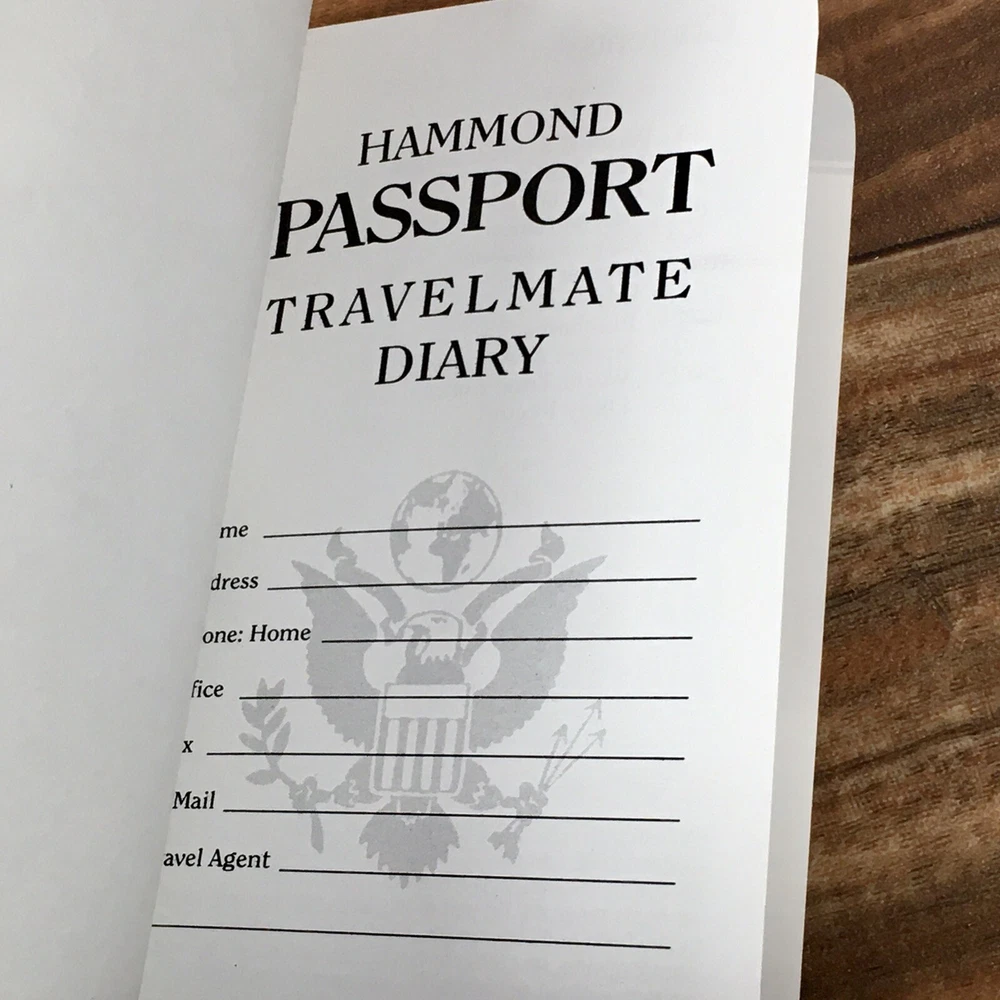 HAMMOND
PASSPORT
TRAVELMATE
DIARY
me
dress
one: Home
fice
x
Mail
avel Agent